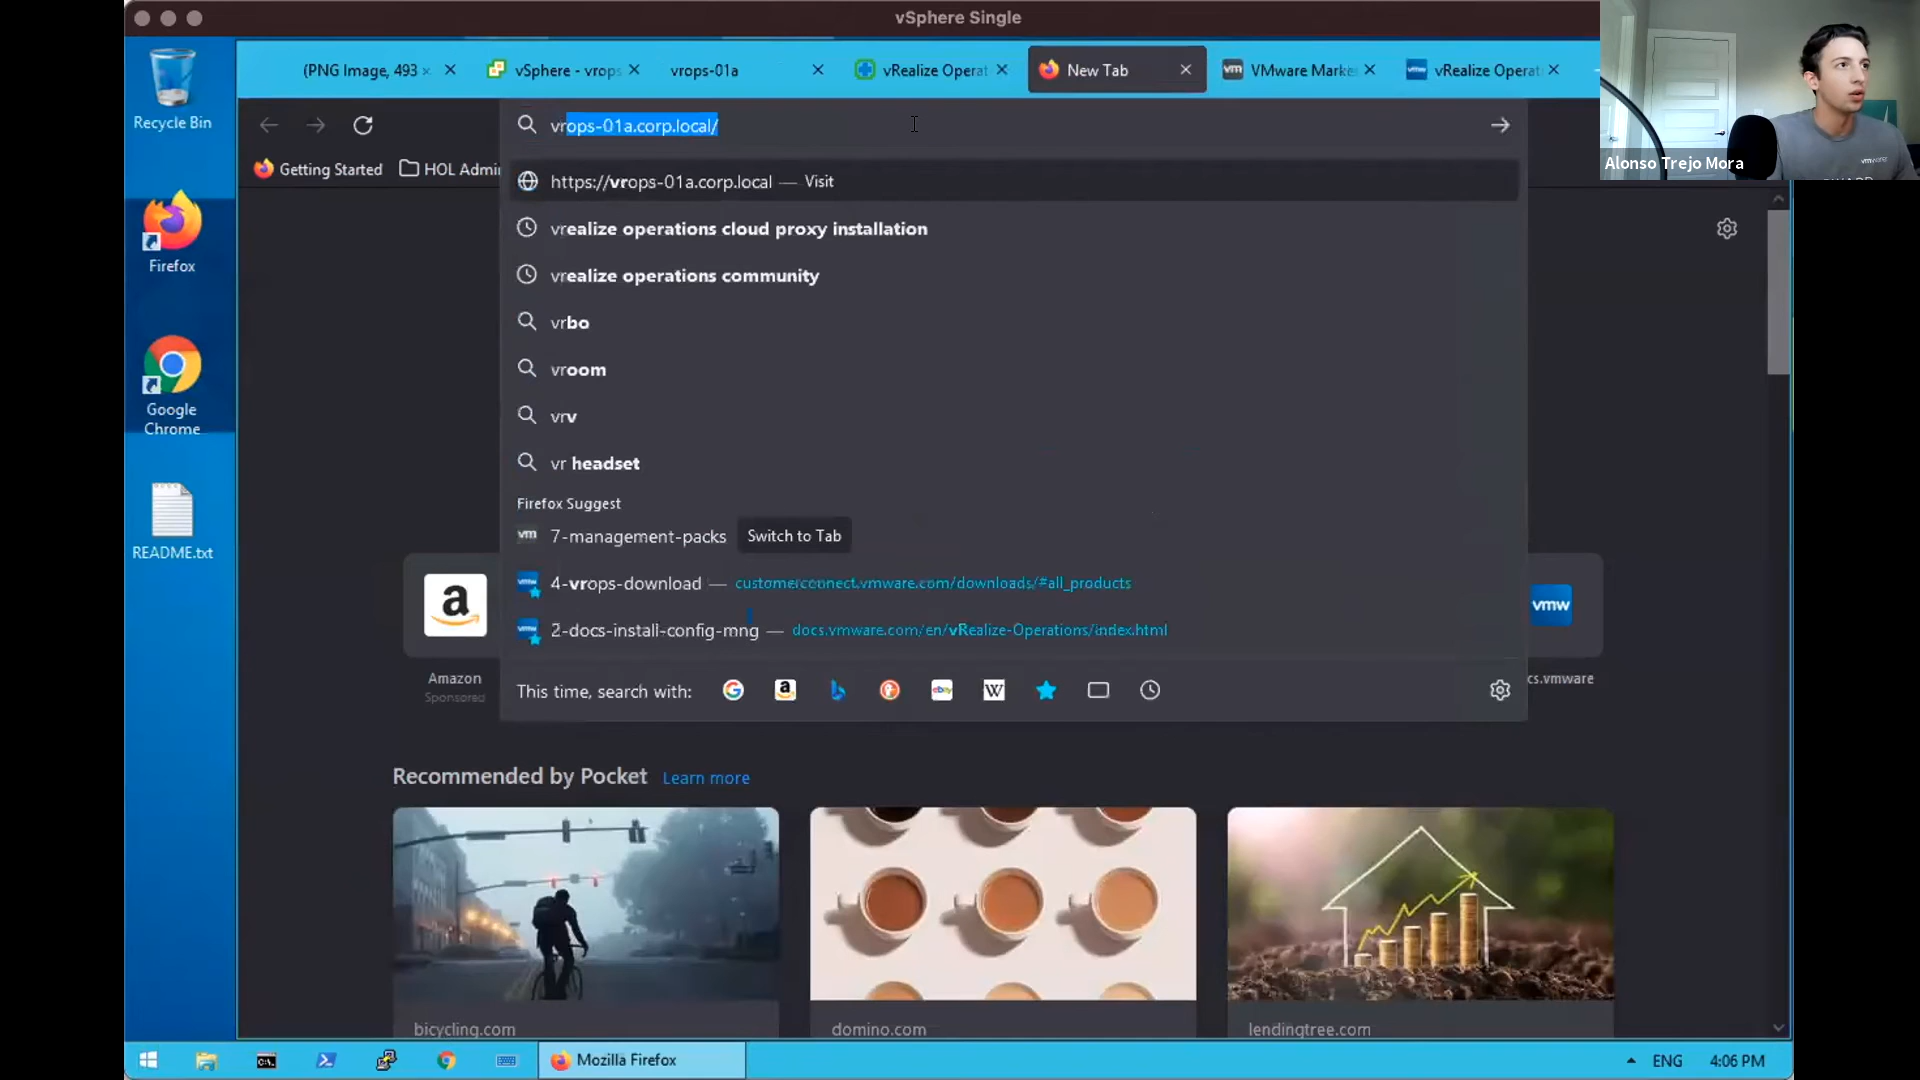 vSphere Single
(PNG Image, 493 ×
vSphere - vrops
vrops-01a
vRealize Operat
New Tab
VMware Marke
vRealize Operat
Recycle Bin
vrops-01a.corp.local/
Getting Started
HOL Admin
Alonso Trejo Mora
https://vrops-01a.corp.local — Visit
vrealize operations cloud proxy installation
Firefox
vrealize operations community
vrbo
vroom
Google
Chrome
vrv
vr headset
Firefox Suggest
7-management-packs
Switch to Tab
README.txt
4-vrops-download — customerconnect.vmware.com/downloads/#all_products
2-docs-install-config-mng — docs.vmware.com/en/vRealize-Operations/index.html
vmw
Amazon
Sponsored
This time, search with:
cs.vmware
Recommended by Pocket
Learn more
bicycling.com
domino.com
lendingtree.com
Mozilla Firefox
ENG
4:06 PM